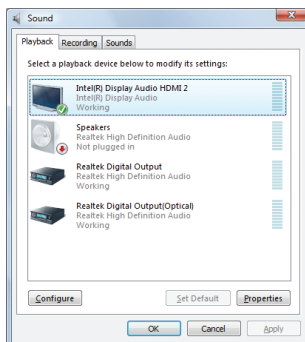 Sound
Playback Recording Sounds
Select a playback device below to modify its settings:
Intel(R) Display Audio HDMI 2
Intel(R) Display Audio
Working
Speakers
Realtek High Definition Audio
Not plugged in
Realtek Digital Output
Realtek High Definition Audio
Working
Realtek Digital Output(Optical)
Realtek High Definition Audio
Working
Configure Set Default Properties
OK Cancel Apply